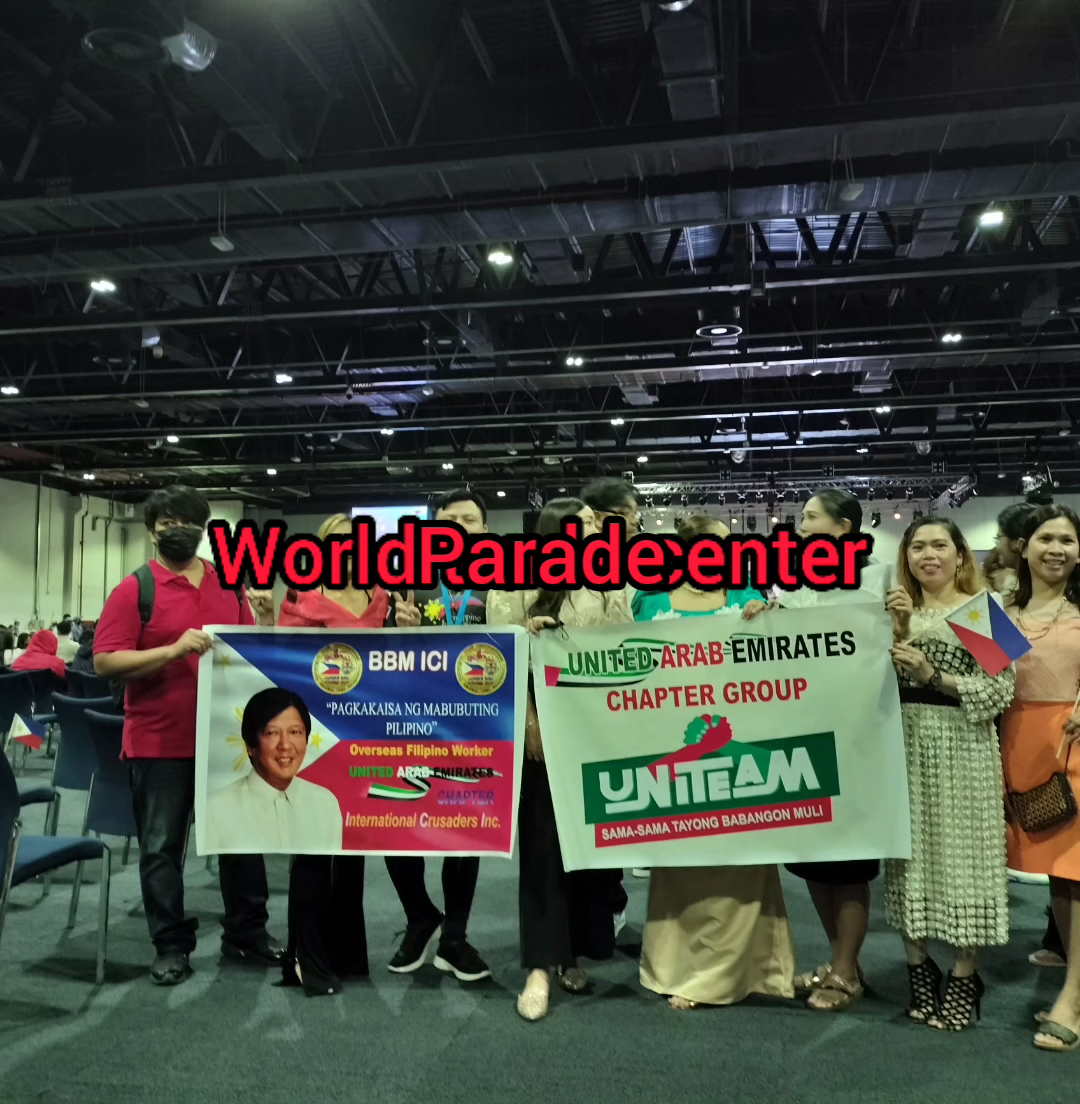 WorldParadecenter
BBM ICI
"PAGKAKAISA NG MABUBUTING
PILIPINO"
Overseas Filipino Worker
UNITED ARAB EMIRATES
CHAPTER
International Crusaders Inc.
UNITED ARAB EMIRATES
CHAPTER GROUP
UNiTEAM
SAMA-SAMA TAYONG BABANGON MULI